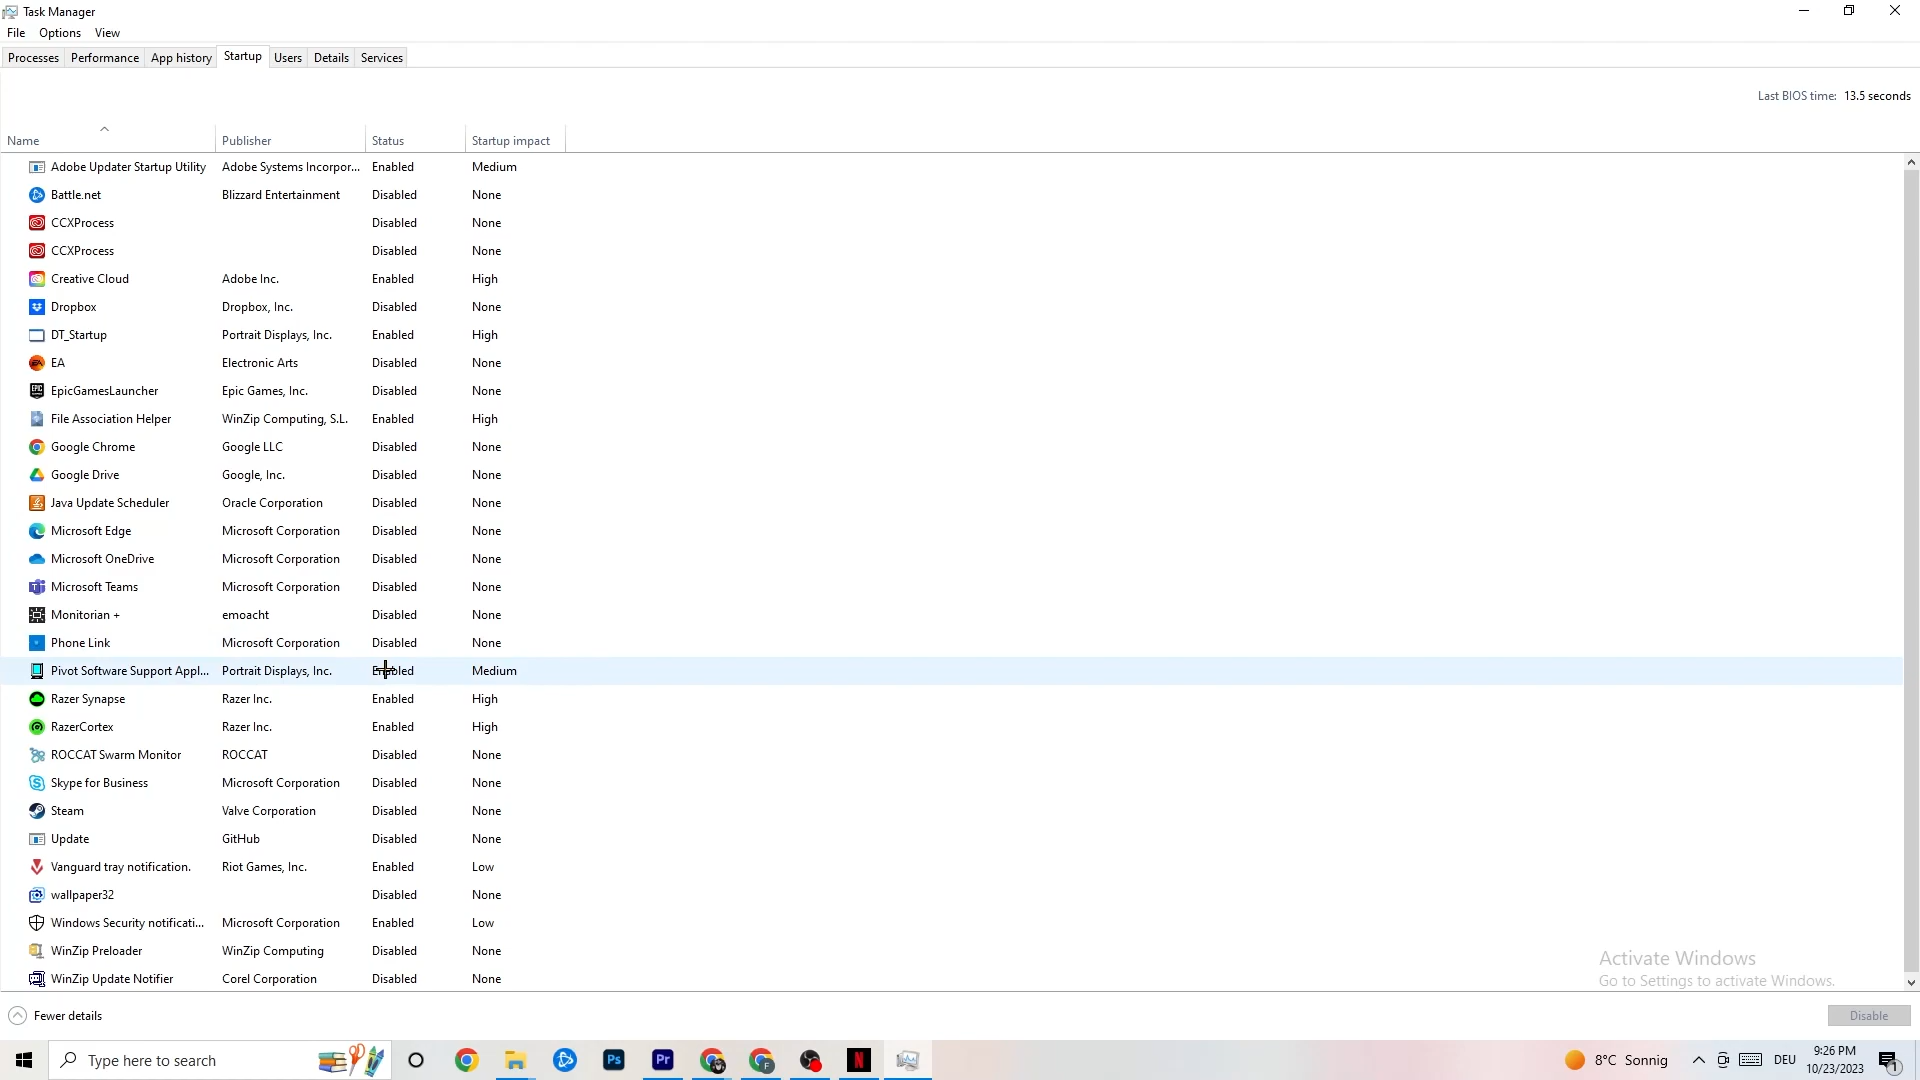 Task Manager
File Options View
Processes Performance App history Startup Users Details Services
Last BIOS time: 13.5 seconds
Name Publisher Status Startup impact
Adobe Updater Startup Utility Adobe Systems Incorpor... Enabled Medium
Battle.net Blizzard Entertainment Disabled None
CCXProcess Disabled None
CCXProcess Disabled None
Creative Cloud Adobe Inc. Enabled High
Dropbox Dropbox, Inc. Disabled None
DT_Startup Portrait Displays, Inc. Enabled High
EA Electronic Arts Disabled None
EpicGamesLauncher Epic Games, Inc. Disabled None
File Association Helper WinZip Computing, S.L. Enabled High
Google Chrome Google LLC Disabled None
Google Drive Google, Inc. Disabled None
Java Update Scheduler Oracle Corporation Disabled None
Microsoft Edge Microsoft Corporation Disabled None
Microsoft OneDrive Microsoft Corporation Disabled None
Microsoft Teams Microsoft Corporation Disabled None
Monitorian + emoacht Disabled None
Phone Link Microsoft Corporation Disabled None
Pivot Software Support Appl... Portrait Displays, Inc. Enabled Medium
Razer Synapse Razer Inc. Enabled High
RazerCortex Razer Inc. Enabled High
ROCCAT Swarm Monitor ROCCAT Disabled None
Skype for Business Microsoft Corporation Disabled None
Steam Valve Corporation Disabled None
Update GitHub Disabled None
Vanguard tray notification. Riot Games, Inc. Enabled Low
wallpaper32 Disabled None
Windows Security notificati... Microsoft Corporation Enabled Low
WinZip Preloader WinZip Computing Disabled None
WinZip Update Notifier Corel Corporation Disabled None
Activate Windows
Go to Settings to activate Windows.
Fewer details Disable
Type here to search Ps Pr F N 8°C Sonnig DEU 9:26 PM 1
10/23/2023